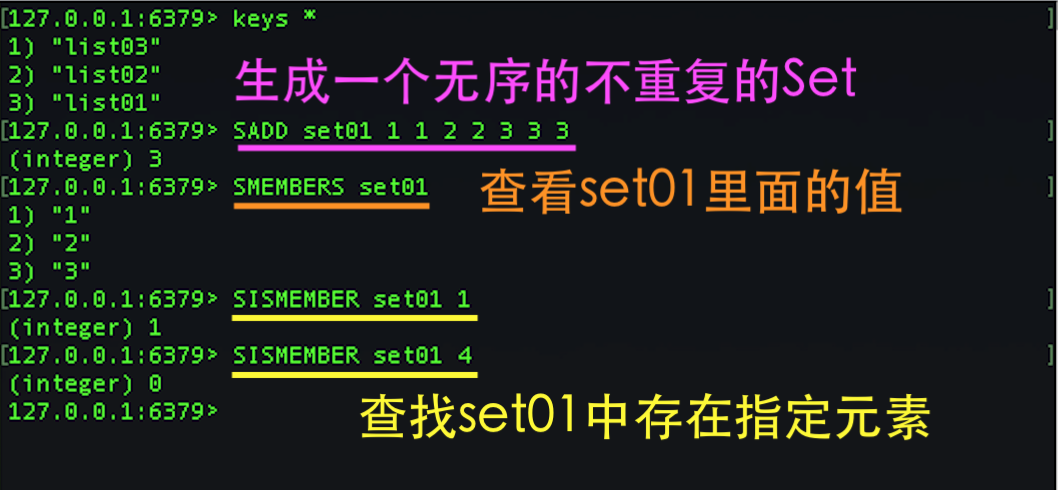 [127.0.0.1:6379> keys * ]
1) "list03"
2) "list02"
生成一个无序的不重复的Set
3) "list01"
[127.0.0.1:6379> SADD set01 1 1 2 2 3 3 3 ]
(integer) 3
[127.0.0.1:6379> SMEMBERS set01 ]
查看set01里面的值
1) "1"
2) "2"
3) "3"
[127.0.0.1:6379> SISMEMBER set01 1 ]
(integer) 1
[127.0.0.1:6379> SISMEMBER set01 4 ]
(integer) 0
127.0.0.1:6379>
查找set01中存在指定元素